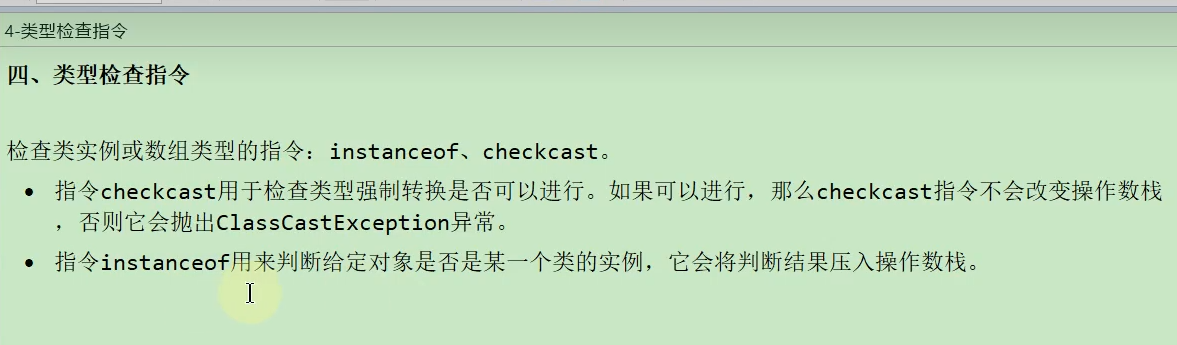 4-类型检查指令
四、类型检查指令
检查类实例或数组类型的指令：instanceof、checkcast。
• 指令checkcast用于检查类型强制转换是否可以进行。如果可以进行，那么checkcast指令不会改变操作数栈
，否则它会抛出ClassCastException异常。
• 指令instanceof用来判断给定对象是否是某一个类的实例，它会将判断结果压入操作数栈。